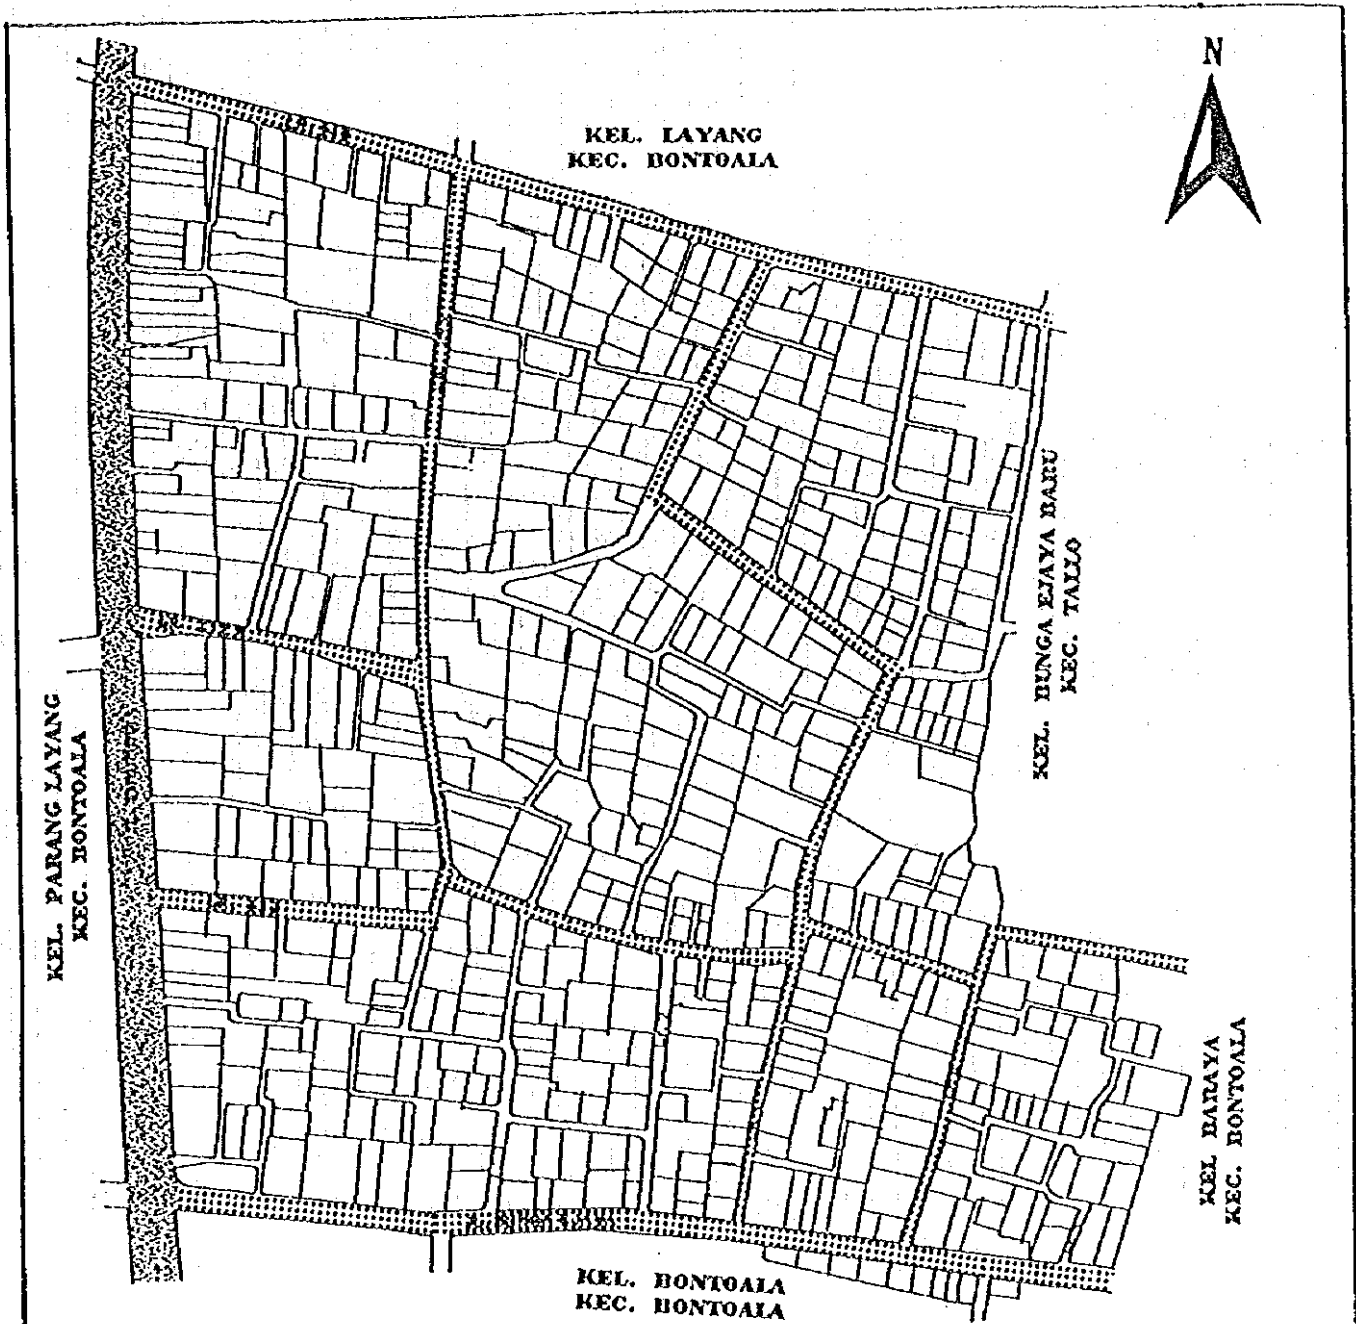 N
KEL. LAYANG
KEC. BONTOALA
KEL. BUNGA EJAYA BARU
KEC. TALLO
KEL. PARANG LAYANG
KEC. BONTOALA
KEL BARAYA
KEC. BONTOALA
KEL. BONTOALA
KEC. BONTOALA